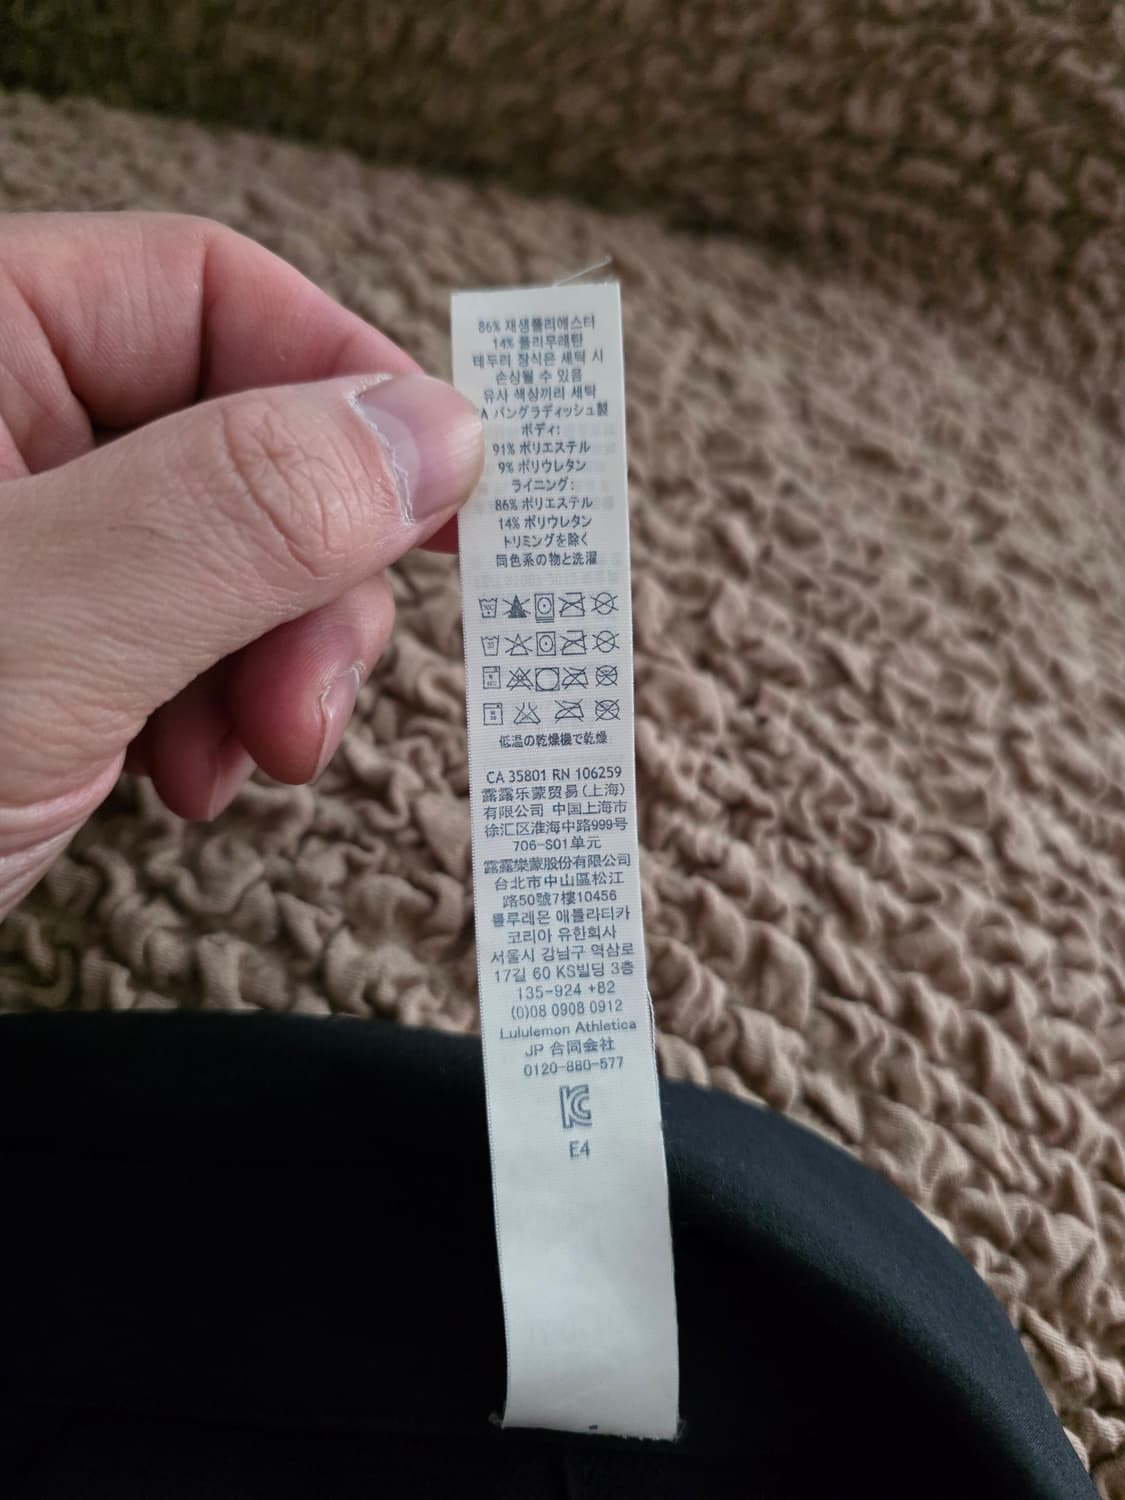 86% 재생폴리에스터
14% 폴리우레탄
테두리 장식은 세탁 시
손상될 수 있음
유사 색상끼리 세탁
A バングラディッシュ製
ボディ:
91% ポリエステル
9% ポリウレタン
ライニング:
86% ポリエステル
14% ポリウレタン
トリミングを除く
同色系の物と洗濯
低温の乾燥機で乾燥
CA 35801 RN 106259
露露乐蒙贸易(上海)
有限公司 中国上海市
徐汇区淮海中路999号
706-S01单元
露露樂蒙股份有限公司
台北市中山區松江
路50號7樓10456
룰루레몬 애틀라티카
코리아 유한회사
서울시 강남구 역삼로
17길 60 KS빌딩 3층
135-924 +82
(0)08 0908 0912
Lululemon Athletica
JP 合同会社
0120-880-577
KC
E4